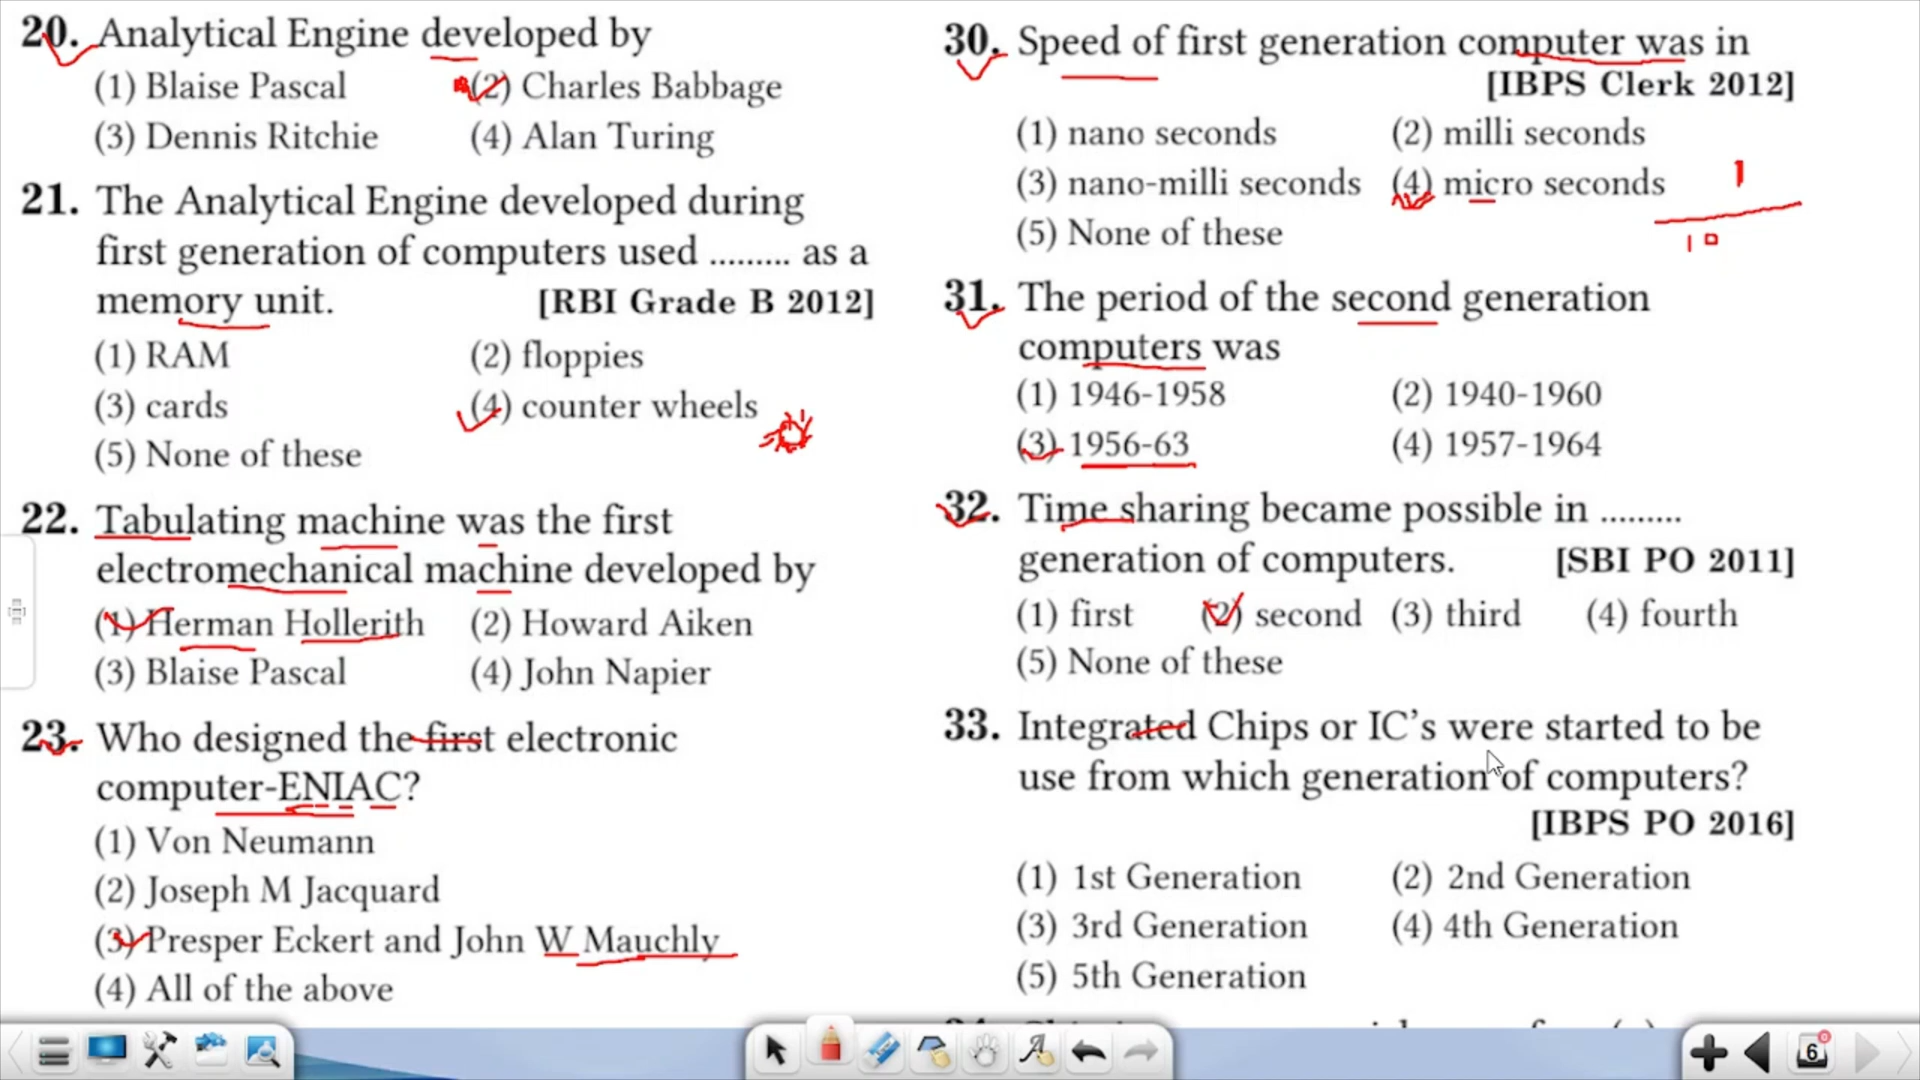 20. Analytical Engine developed by
(1) Blaise Pascal (2) Charles Babbage
(3) Dennis Ritchie (4) Alan Turing
21. The Analytical Engine developed during
first generation of computers used ......... as a
memory unit. [RBI Grade B 2012]
(1) RAM (2) floppies
(3) cards (4) counter wheels
(5) None of these
22. Tabulating machine was the first
electromechanical machine developed by
(1) Herman Hollerith (2) Howard Aiken
(3) Blaise Pascal (4) John Napier
23. Who designed the first electronic
computer-ENIAC?
(1) Von Neumann
(2) Joseph M Jacquard
(3) Presper Eckert and John W Mauchly
(4) All of the above
30. Speed of first generation computer was in
[IBPS Clerk 2012]
(1) nano seconds (2) milli seconds
(3) nano-milli seconds (4) micro seconds
1
10
(5) None of these
31. The period of the second generation
computers was
(1) 1946-1958 (2) 1940-1960
(3) 1956-63 (4) 1957-1964
32. Time sharing became possible in .........
generation of computers. [SBI PO 2011]
(1) first (2) second (3) third (4) fourth
(5) None of these
33. Integrated Chips or IC's were started to be
use from which generation of computers?
[IBPS PO 2016]
(1) 1st Generation (2) 2nd Generation
(3) 3rd Generation (4) 4th Generation
(5) 5th Generation
6
0